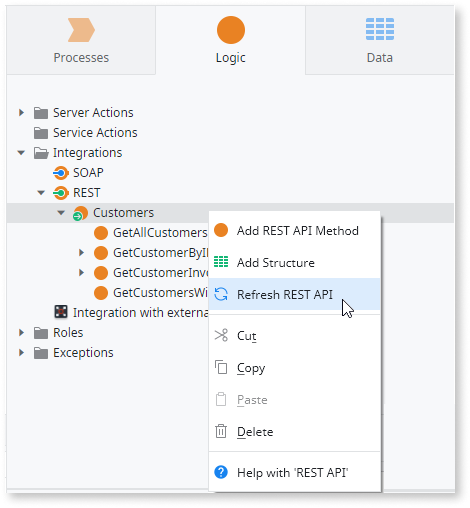 Processes
Logic
Data
Server Actions
Service Actions
Integrations
SOAP
REST
Customers
GetAllCustomers
GetCustomerByI
GetCustomerInv
GetCustomersWi
Integration with externa
Roles
Exceptions
Add REST API Method
Add Structure
Refresh REST API
Cut
Copy
Paste
Delete
Help with 'REST API'